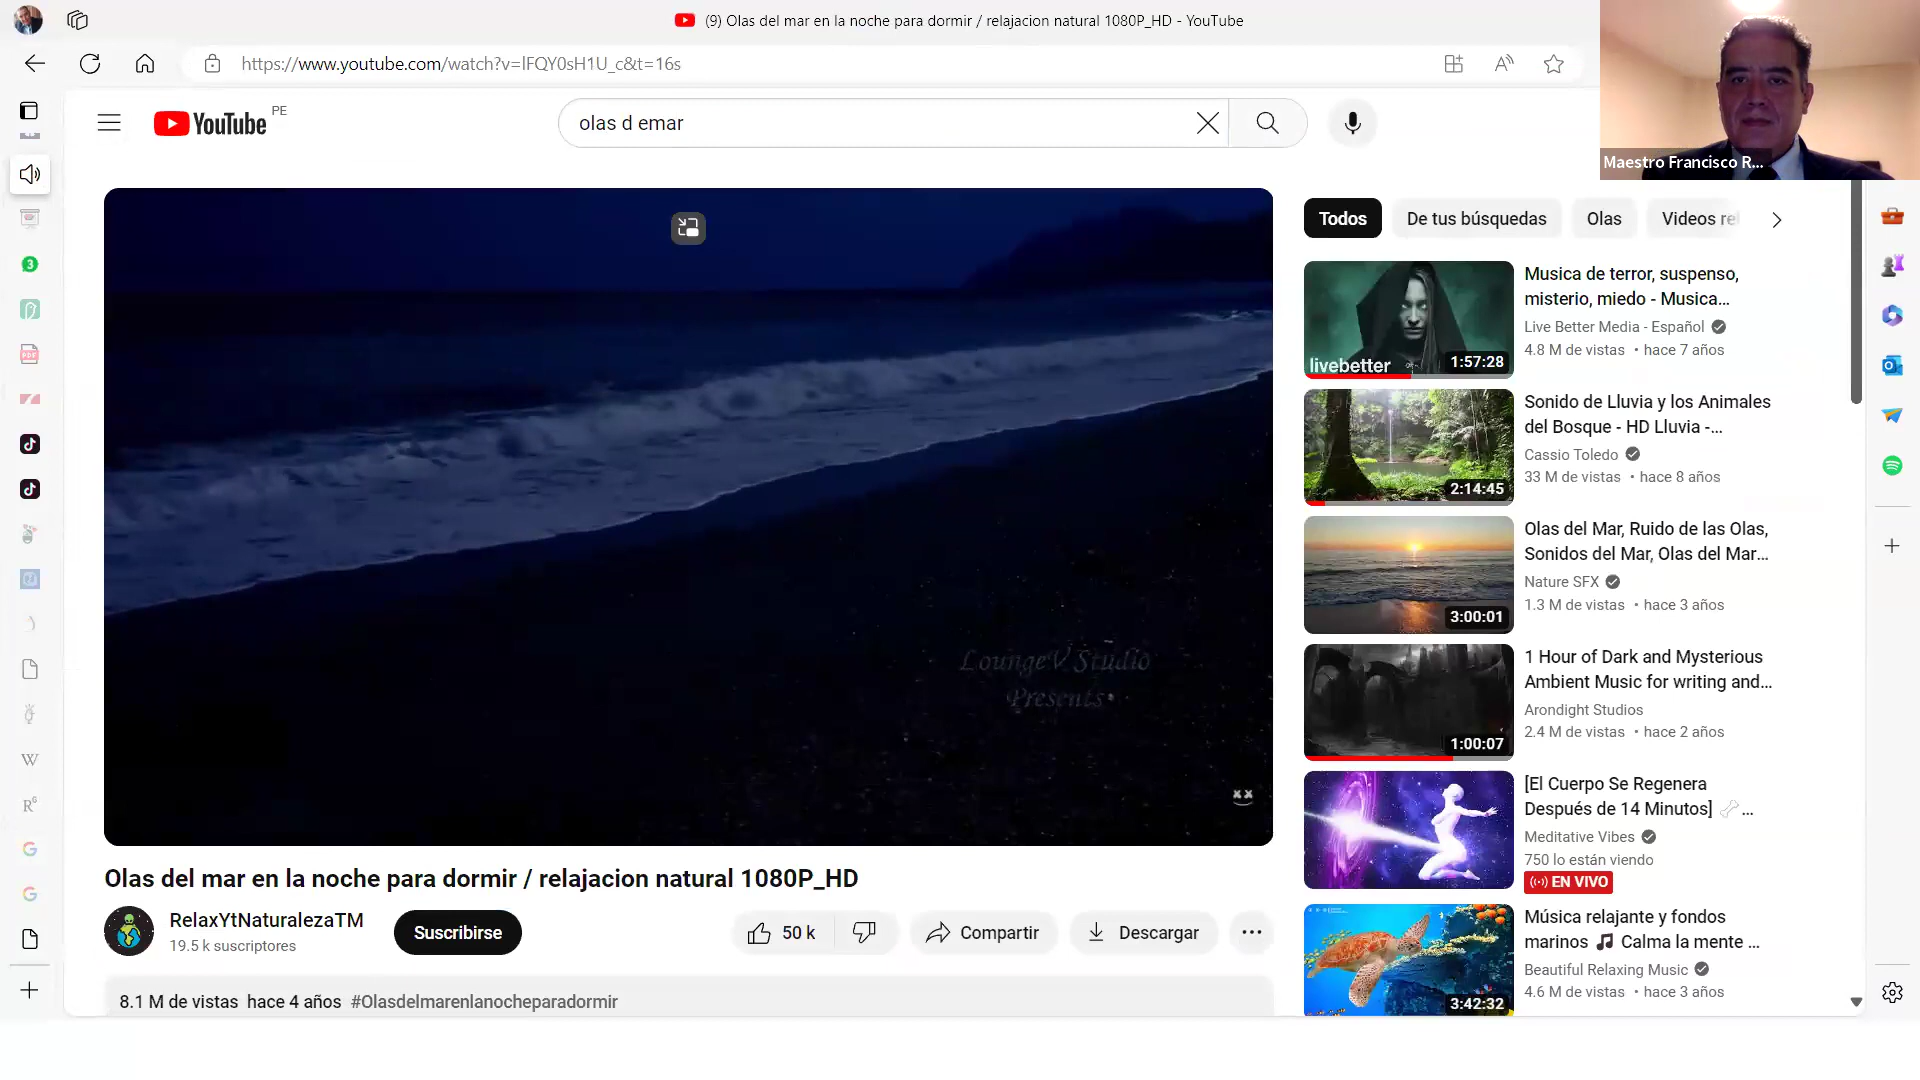 (9) Olas del mar en la noche para dormir / relajacion natural 1080P_HD - YouTube
https://www.youtube.com/watch?v=lFQY0sH1U_c&t=16s
Maestro Francisco R...
YouTube PE
olas d emar
Todos
De tus búsquedas
Olas
Videos rel
3
PDF
W
R G
G
G
LoungeV Studio
Presents
livebetter
1:57:28
Musica de terror, suspenso,
misterio, miedo - Musica...
Live Better Media - Español
4.8 M de vistas • hace 7 años
2:14:45
Sonido de Lluvia y los Animales
del Bosque - HD Lluvia -...
Cassio Toledo
33 M de vistas • hace 8 años
3:00:01
Olas del Mar, Ruido de las Olas,
Sonidos del Mar, Olas del Mar...
Nature SFX
1.3 M de vistas • hace 3 años
1:00:07
1 Hour of Dark and Mysterious
Ambient Music for writing and...
Arondight Studios
2.4 M de vistas • hace 2 años
[El Cuerpo Se Regenera
Después de 14 Minutos] 🦴...
Meditative Vibes
750 lo están viendo
EN VIVO
3:42:32
Música relajante y fondos
marinos 🎵 Calma la mente ...
Beautiful Relaxing Music
4.6 M de vistas • hace 3 años
Olas del mar en la noche para dormir / relajacion natural 1080P_HD
RelaxYtNaturalezaTM
19.5 k suscriptores
Suscribirse
50 k
Compartir
Descargar
8.1 M de vistas hace 4 años #Olasdelmarenlanocheparadormir